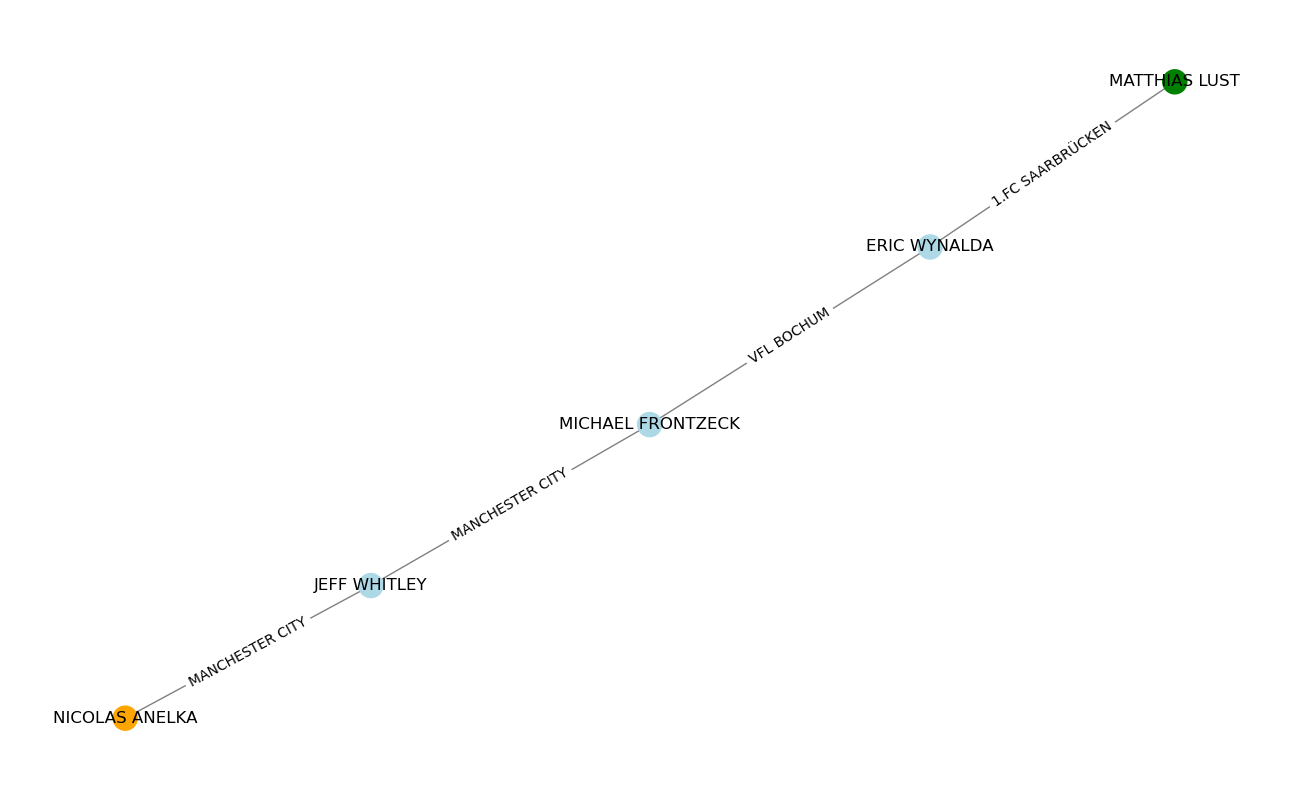 MATTHIAS LUST
1.FC SAARBRÜCKEN
ERIC WYNALDA
VFL BOCHUM
MICHAEL FRONTZECK
MANCHESTER CITY
JEFF WHITLEY
MANCHESTER CITY
NICOLAS ANELKA